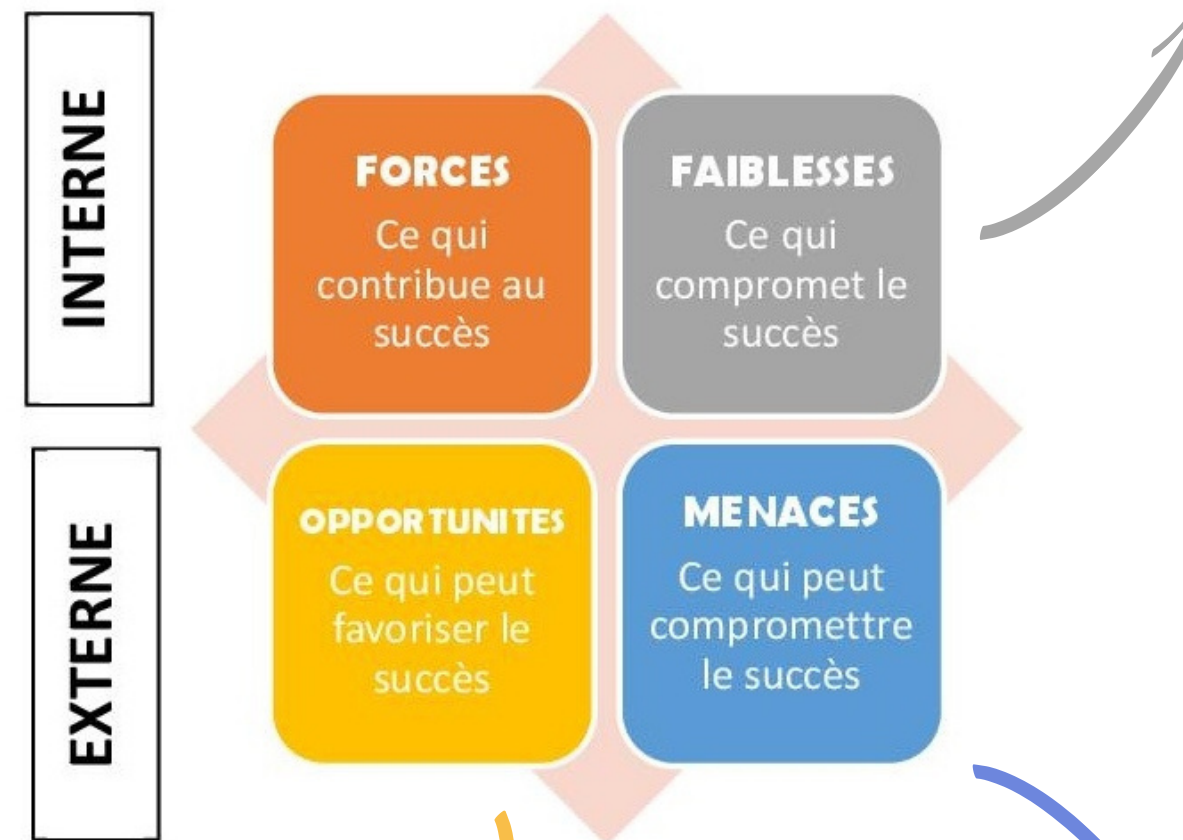 INTERNE
FORCES
Ce qui
contribue au
succès
FAIBLESSES
Ce qui
compromet le
succès
EXTERNE
OPPORTUNITES
Ce qui peut
favoriser le
succès
MENACES
Ce qui peut
compromettre
le succès